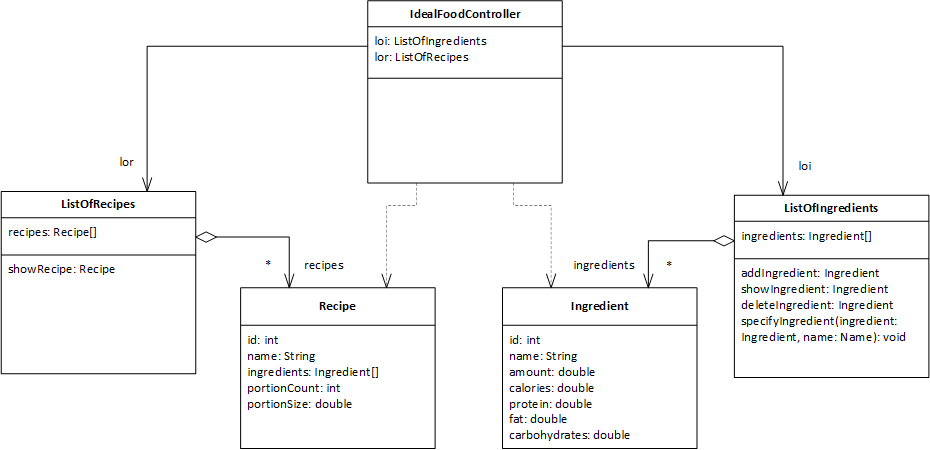 IdealFoodController
loi: ListOfIngredients
lor: ListOfRecipes
lor
loi
ListOfRecipes
recipes: Recipe[]
showRecipe: Recipe
ListOfIngredients
ingredients: Ingredient[]
addIngredient: Ingredient
showIngredient: Ingredient
deleteIngredient: Ingredient
specifyIngredient(ingredient:
Ingredient, name: Name): void
* recipes
ingredients *
Recipe
id: int
name: String
ingredients: Ingredient[]
portionCount: int
portionSize: double
Ingredient
id: int
name: String
amount: double
calories: double
protein: double
fat: double
carbohydrates: double